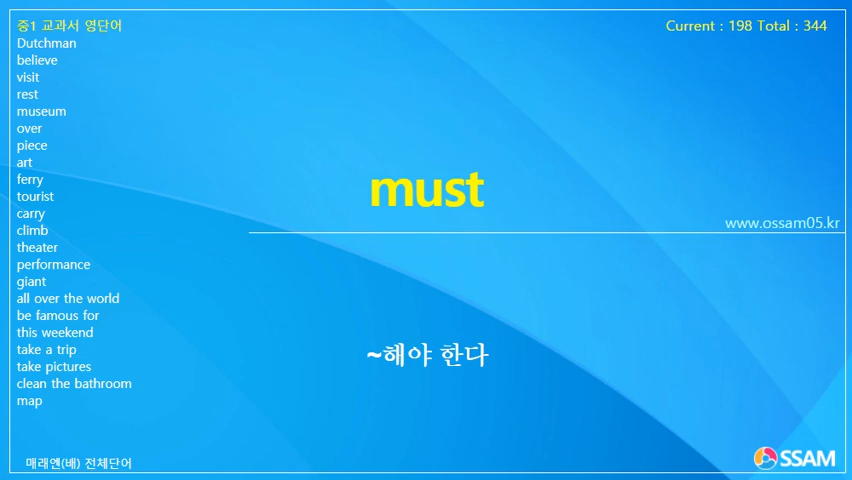 중1 교과서 영단어
Current : 198 Total : 344
Dutchman
believe
visit
rest
museum
over
piece
art
ferry
tourist
carry
climb
theater
performance
giant
all over the world
be famous for
this weekend
take a trip
take pictures
clean the bathroom
map
must
www.ossam05.kr
~해야 한다
매래엔(배) 전체단어
OSSAM